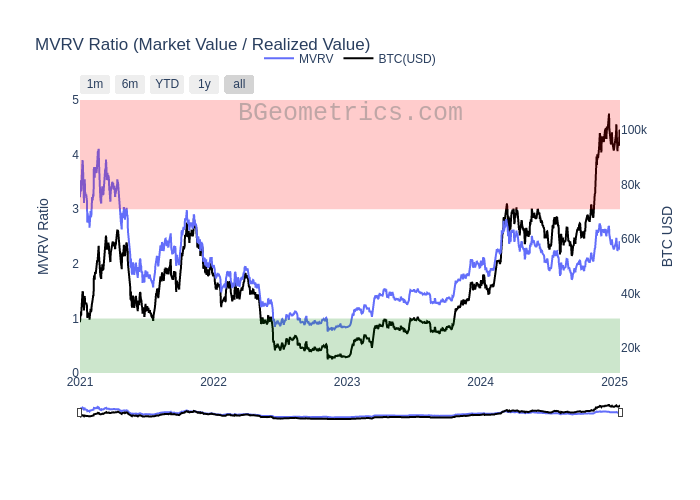 MVRV Ratio (Market Value / Realized Value)
MVRV BTC(USD)
1m 6m YTD 1y all
BGeometrics.com
5
4
3
2
1
0
MVRV Ratio
100k
80k
60k
40k
20k
BTC USD
2021 2022 2023 2024 2025